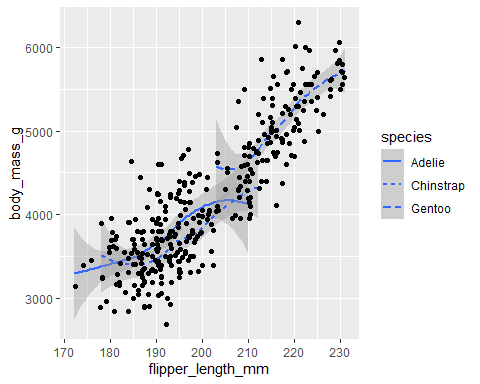 6000
5000
4000
3000
body_mass_g
170
180
190
200
210
220
230
flipper_length_mm
species
Adelie
Chinstrap
Gentoo